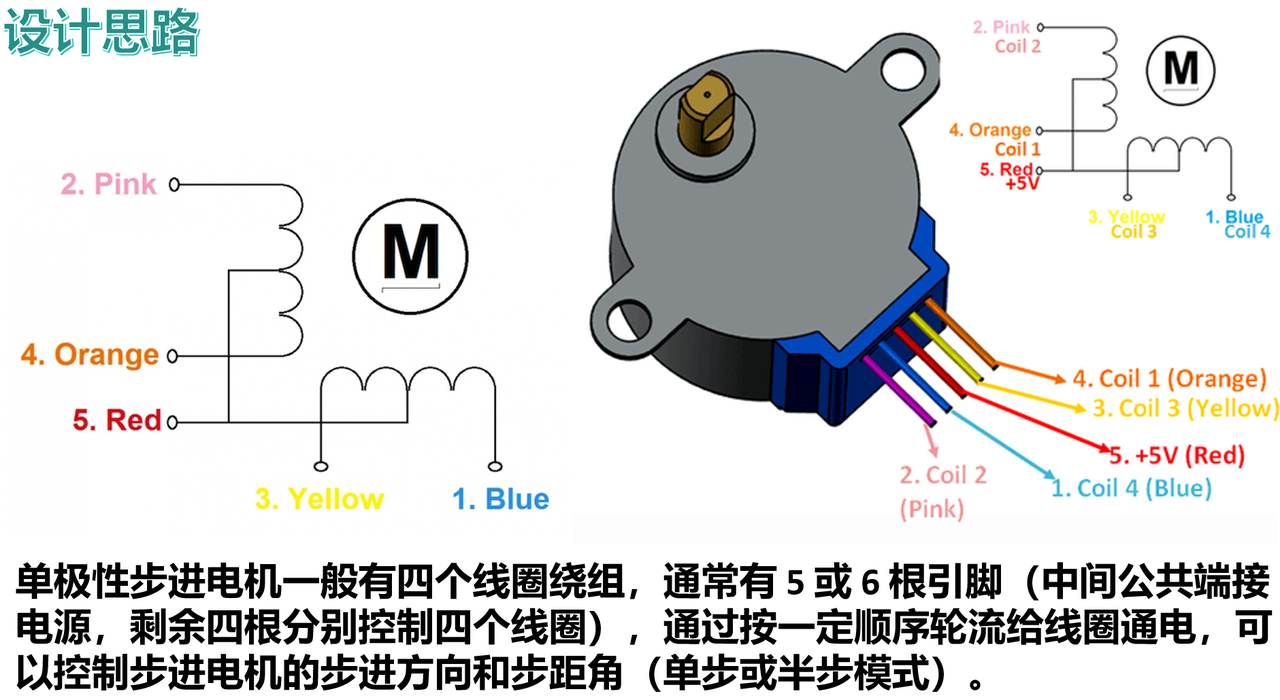 设计思路
2. Pink
4. Orange
5. Red
M
3. Yellow
1. Blue
2. Pink
Coil 2
M
4. Orange
Coil 1
5. Red
+5V
3. Yellow
Coil 3
1. Blue
Coil 4
4. Coil 1 (Orange)
3. Coil 3 (Yellow)
5. +5V (Red)
1. Coil 4 (Blue)
2. Coil 2
(Pink)
单极性步进电机一般有四个线圈绕组，通常有 5 或 6 根引脚（中间公共端接
电源，剩余四根分别控制四个线圈），通过按一定顺序轮流给线圈通电，可
以控制步进电机的步进方向和步距角（单步或半步模式）。